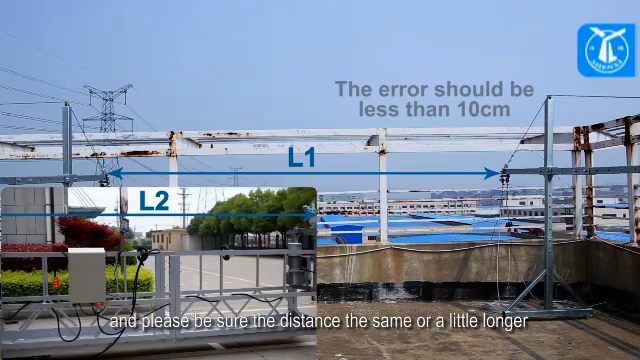 The error should be
less than 10cm
L1
L2
and please be sure the distance the same or a little longer